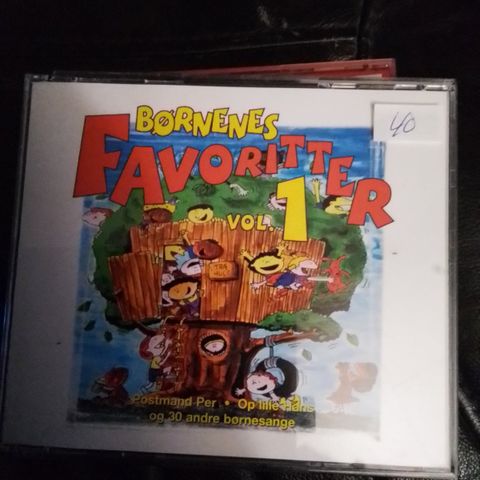 BØRNENES
FAVORITTER
VOL. 1
40
Postmand Per • Op lille Hans
og 30 andre børnesange